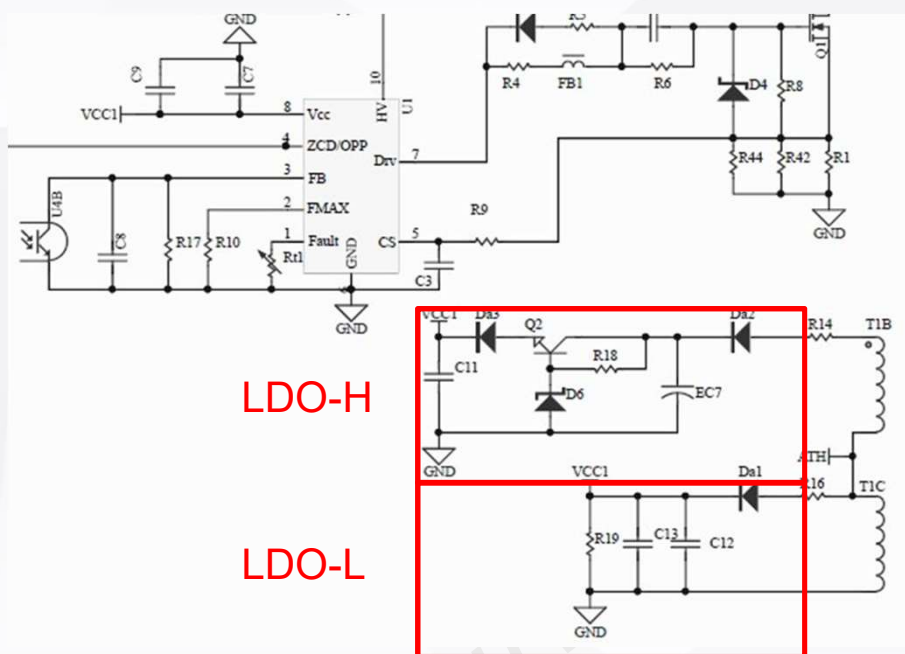 GND
C9
C7
VCC1
8
Vcc
10
HV
U1
4
ZCD/OPP
Drv
7
3
FB
2
FMAX
1
Fault
GND
CS
5
U4B
C8
R17
R10
Rt1
C3
GND
R9
R4
FB1
R6
D4
R8
Q1
R44
R42
R1
GND
LDO-H
VCC1
Da3
Q2
Da2
R14
T1B
C11
R18
D6
EC7
GND
ATH
LDO-L
VCC1
Da1
R16
T1C
R19
C13
C12
GND